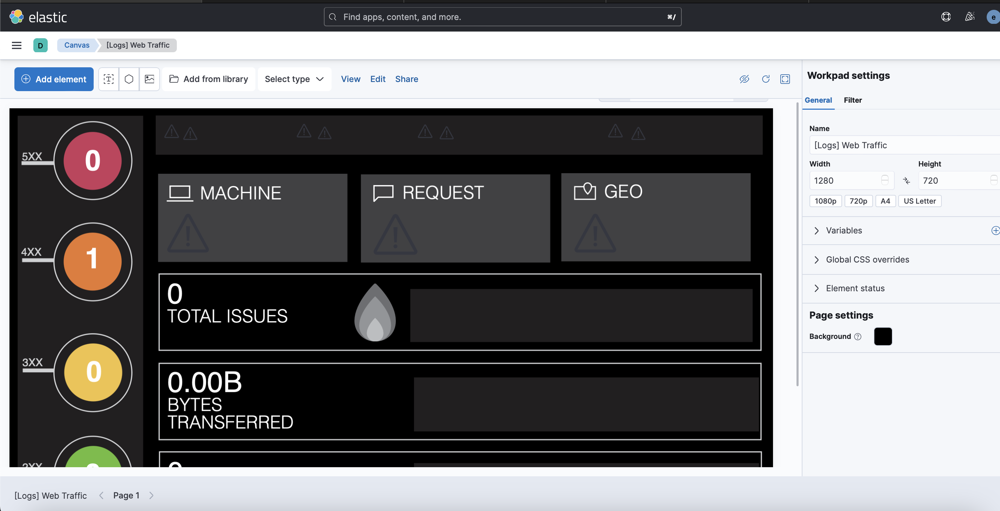 elastic
Find apps, content, and more.
⌘/
e
D
Canvas
[Logs] Web Traffic
Add element
Add from library
Select type
View
Edit
Share
Workpad settings
General
Filter
Name
[Logs] Web Traffic
Width
Height
1280
720
1080p
720p
A4
US Letter
Variables
Global CSS overrides
Element status
Page settings
Background
5XX
0
4XX
1
3XX
0
MACHINE
REQUEST
GEO
0
TOTAL ISSUES
0.00B
BYTES
TRANSFERRED
[Logs] Web Traffic
Page 1